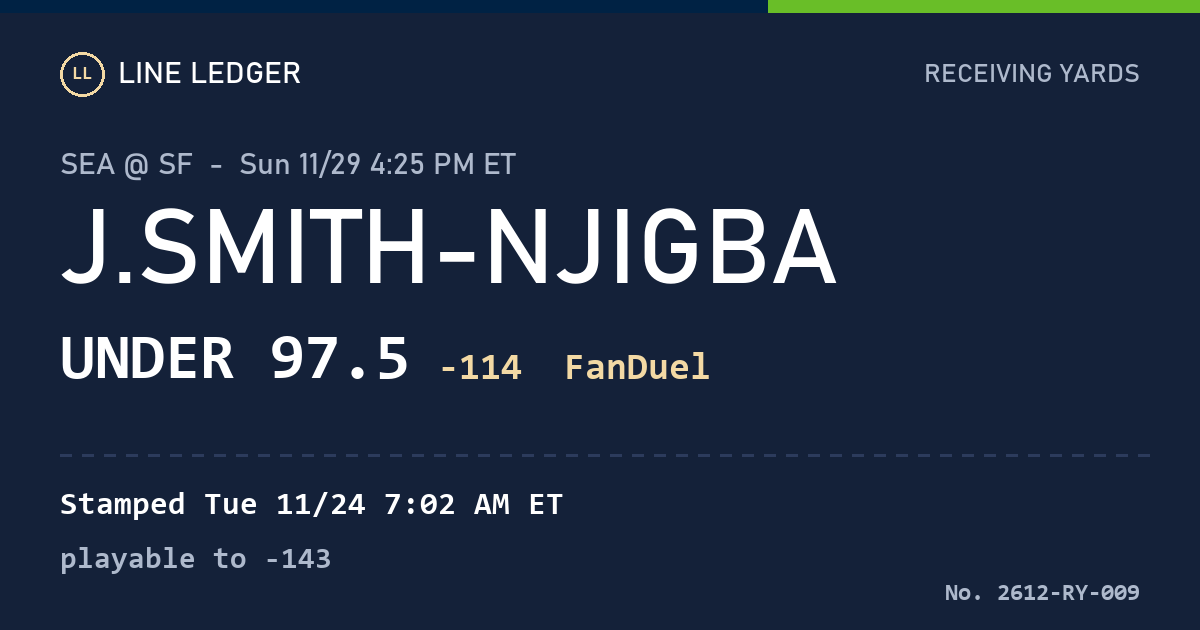 LL LINE LEDGER RECEIVING YARDS
SEA @ SF - Sun 11/29 4:25 PM ET
J.SMITH-NJIGBA
UNDER 97.5 -114 FanDuel
Stamped Tue 11/24 7:02 AM ET
playable to -143
No. 2612-RY-009